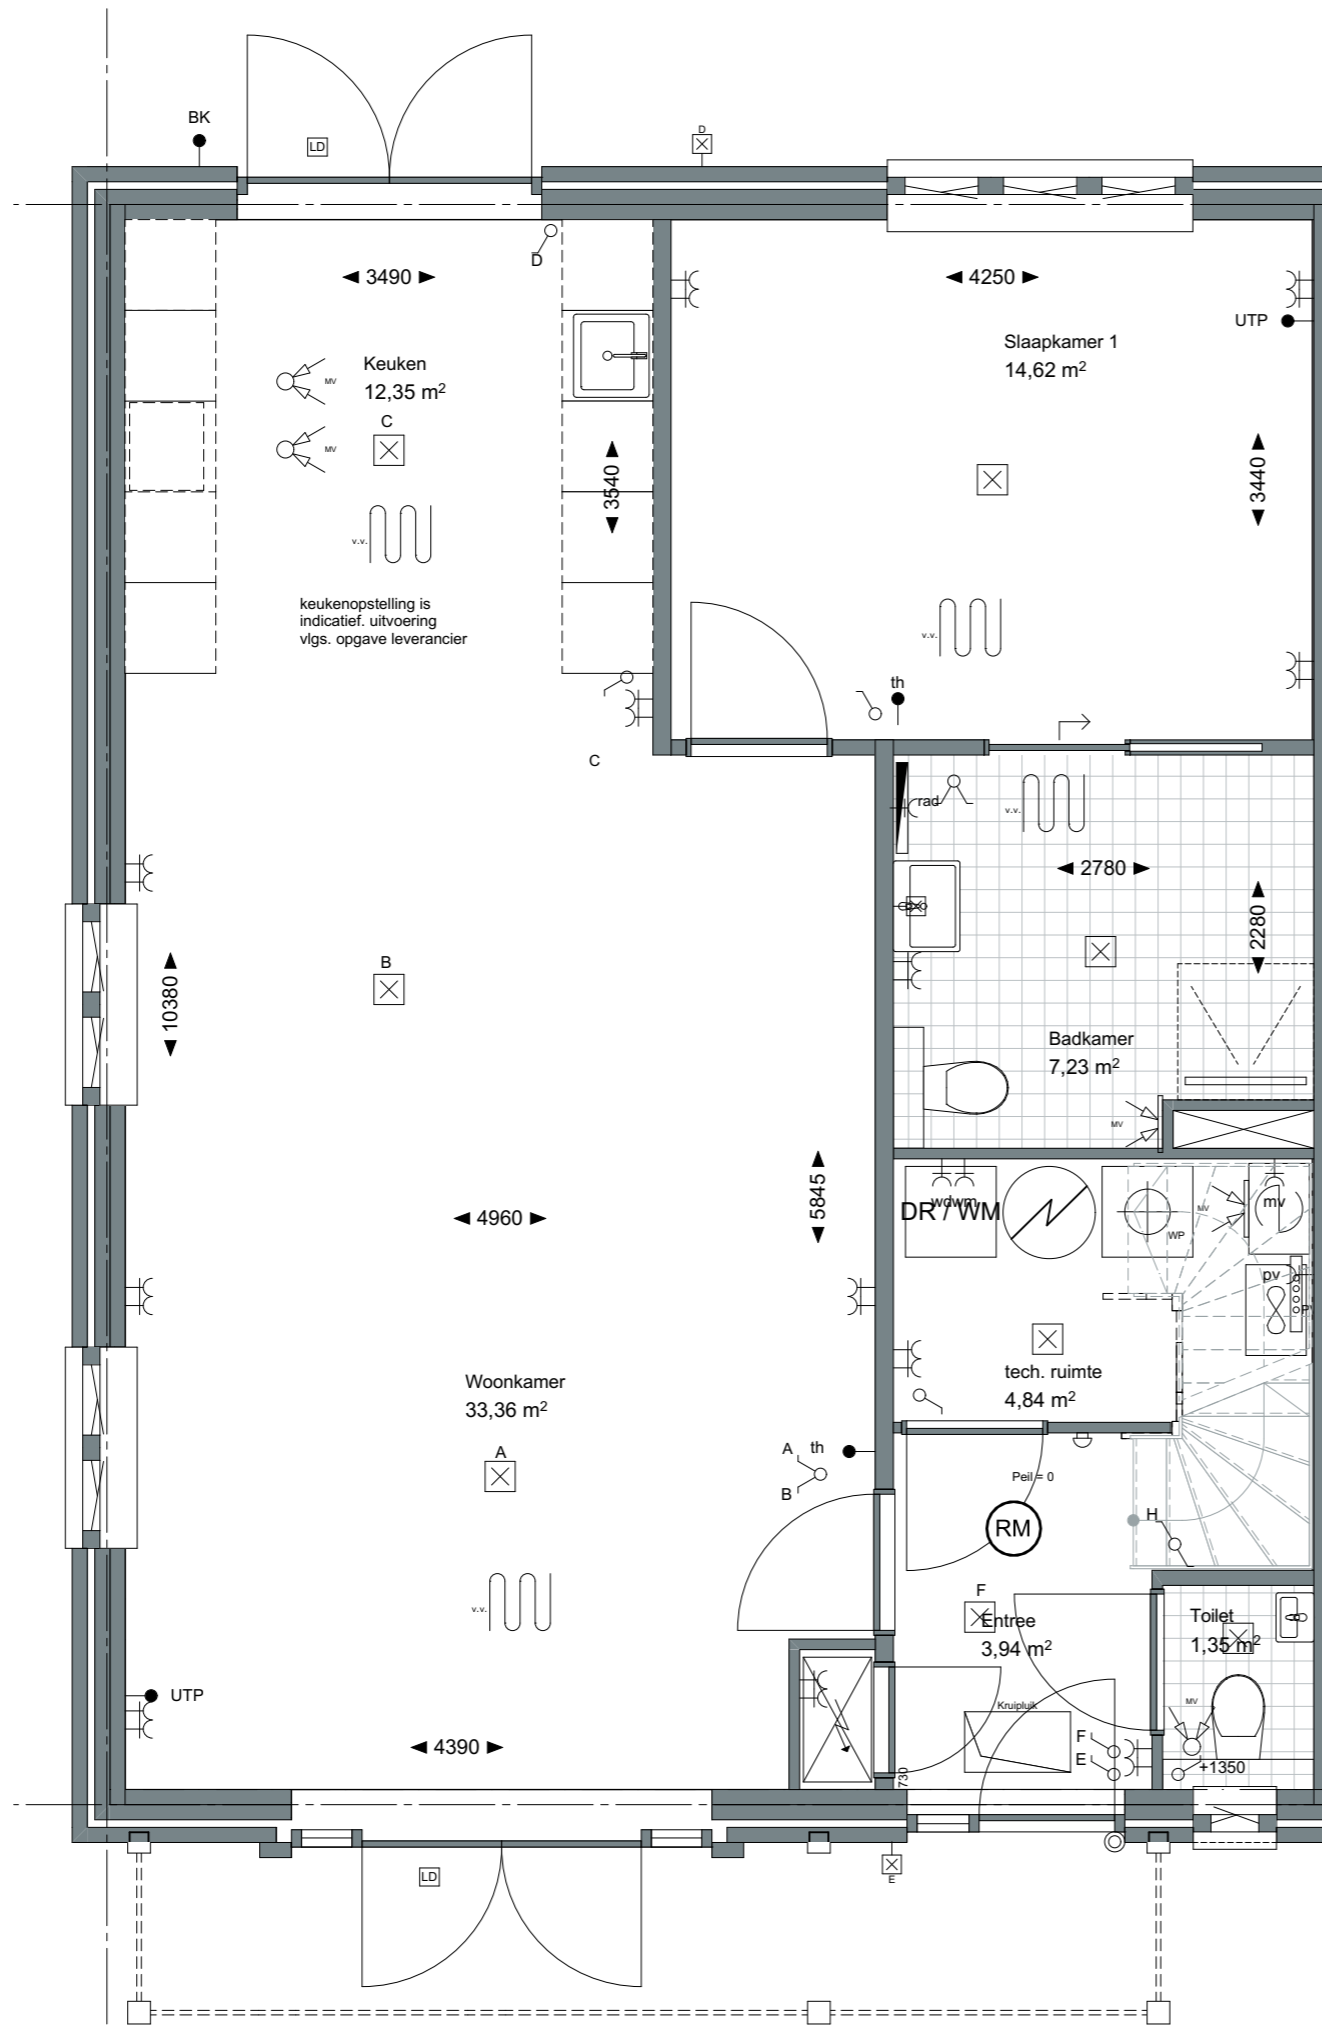 BK
LD
D
D
3490
4250
UTP
Slaapkamer 1
14,62 m²
Keuken
12,35 m²
MV
C
MV
3540
3440
v.v.
keukenopstelling is
indicatief. uitvoering
vlgs. opgave leverancier
v.v.
th
C
rad
v.v.
2780
2280
B
10380
Badkamer
7,23 m²
MV
5845
4960
wdwm
DR / WM
WP
MV
mv
pv
tech. ruimte
4,84 m²
Woonkamer
33,36 m²
A
A
th
B
Peil = 0
RM
H
v.v.
F
Entree
3,94 m²
Toilet
1,35 m²
UTP
MV
Kruipluik
4390
F
E
730
+1350
LD
E